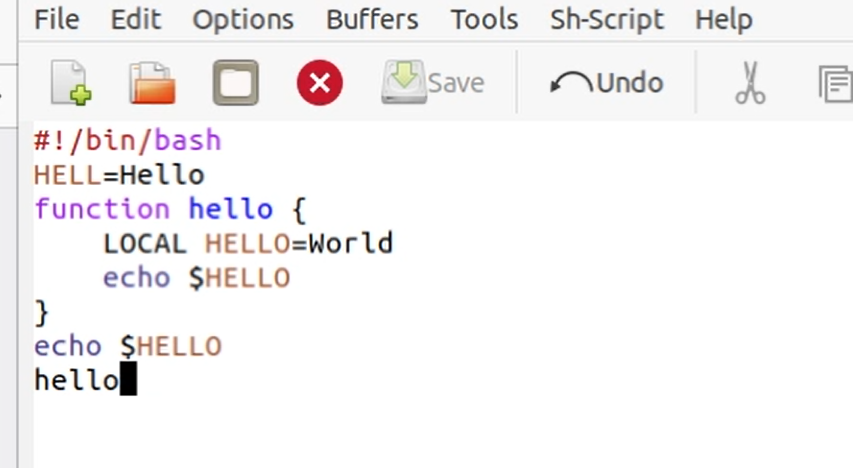 File Edit Options Buffers Tools Sh-Script Help
Save Undo
#!/bin/bash
HELL=Hello
function hello {
    LOCAL HELLO=World
    echo $HELLO
}
echo $HELLO
hello